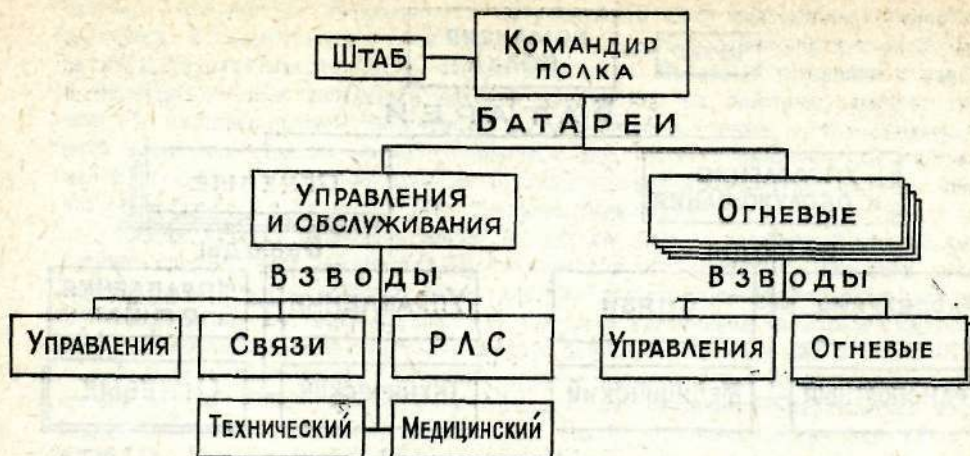 Штаб
Командир
полка
Батареи
Управления
и обслуживания
Огневые
Взводы
Взводы
Управления
Связи
РЛС
Управления
Огневые
Технический
Медицинский